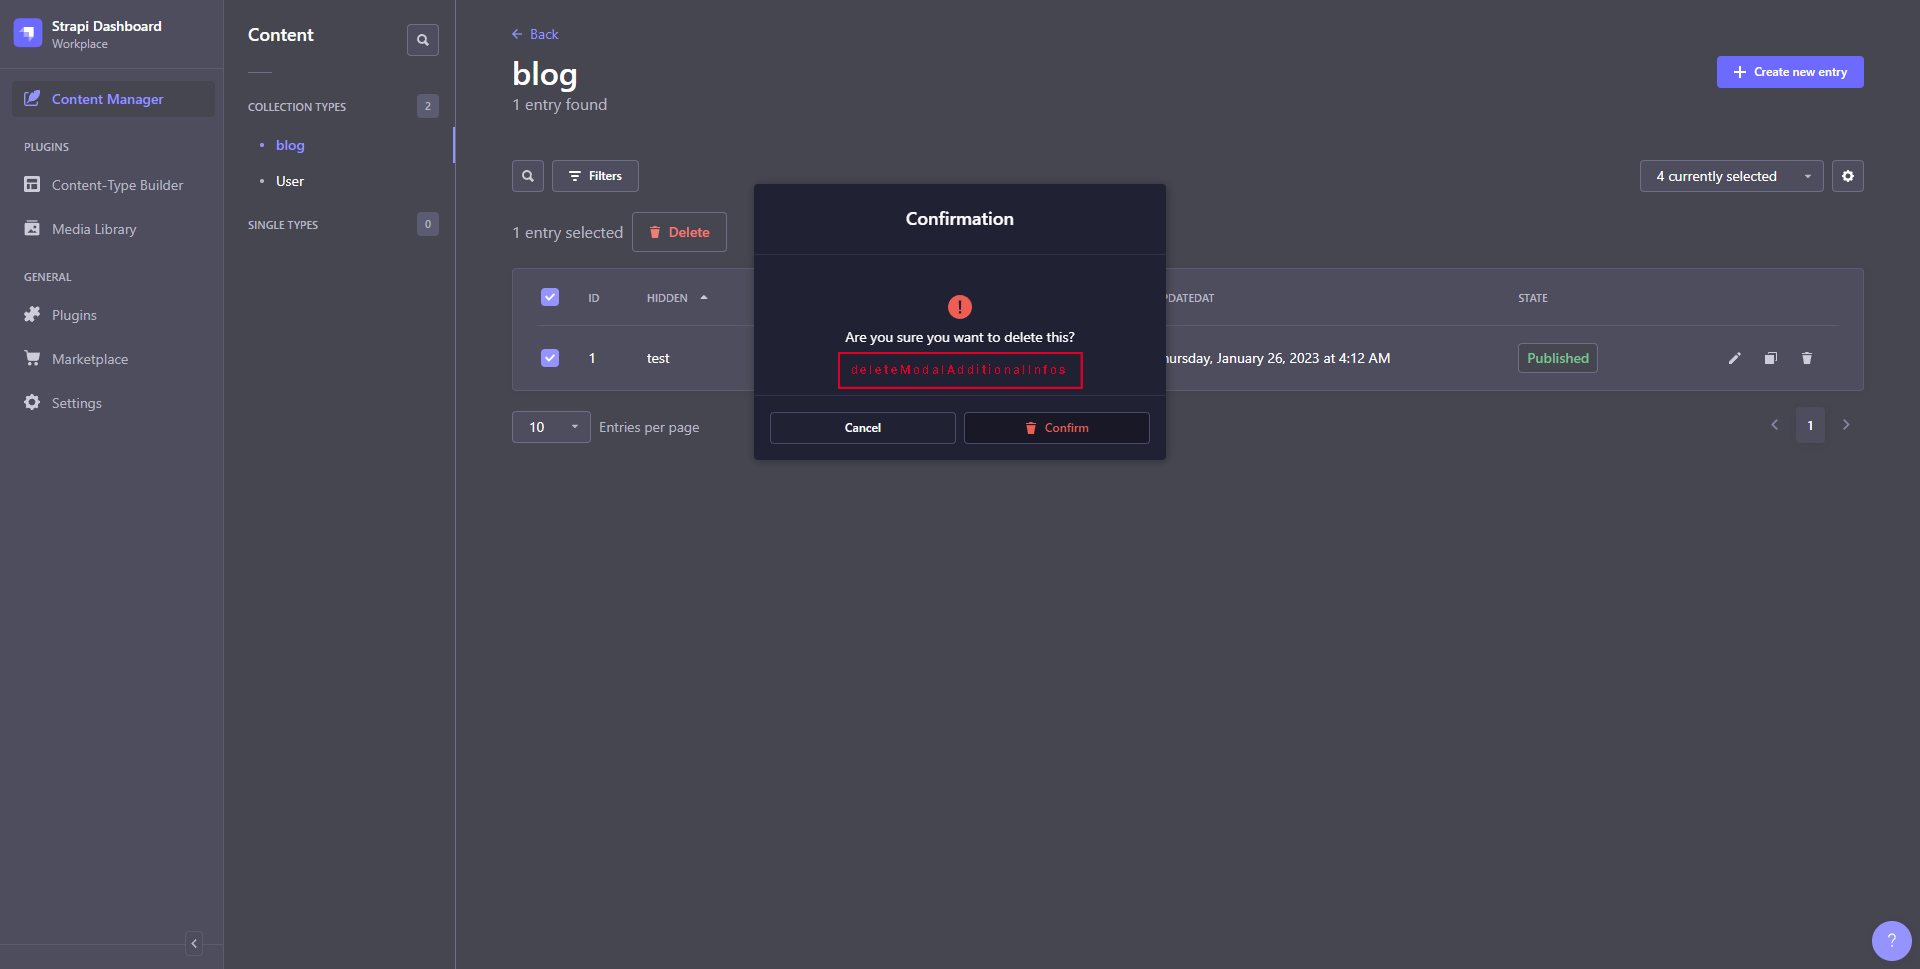 Strapi Dashboard
Workplace
Content Manager
PLUGINS
Content-Type Builder
Media Library
GENERAL
Plugins
Marketplace
Settings
Content
COLLECTION TYPES 2
blog
User
SINGLE TYPES 0
Back
blog
1 entry found
Create new entry
Filters
4 currently selected
1 entry selected Delete
ID HIDDEN PDATEDAT STATE
1 test hursday, January 26, 2023 at 4:12 AM Published
10 Entries per page
1
Confirmation
!
Are you sure you want to delete this?
deleteModalAdditionalInfos
Cancel Confirm
?